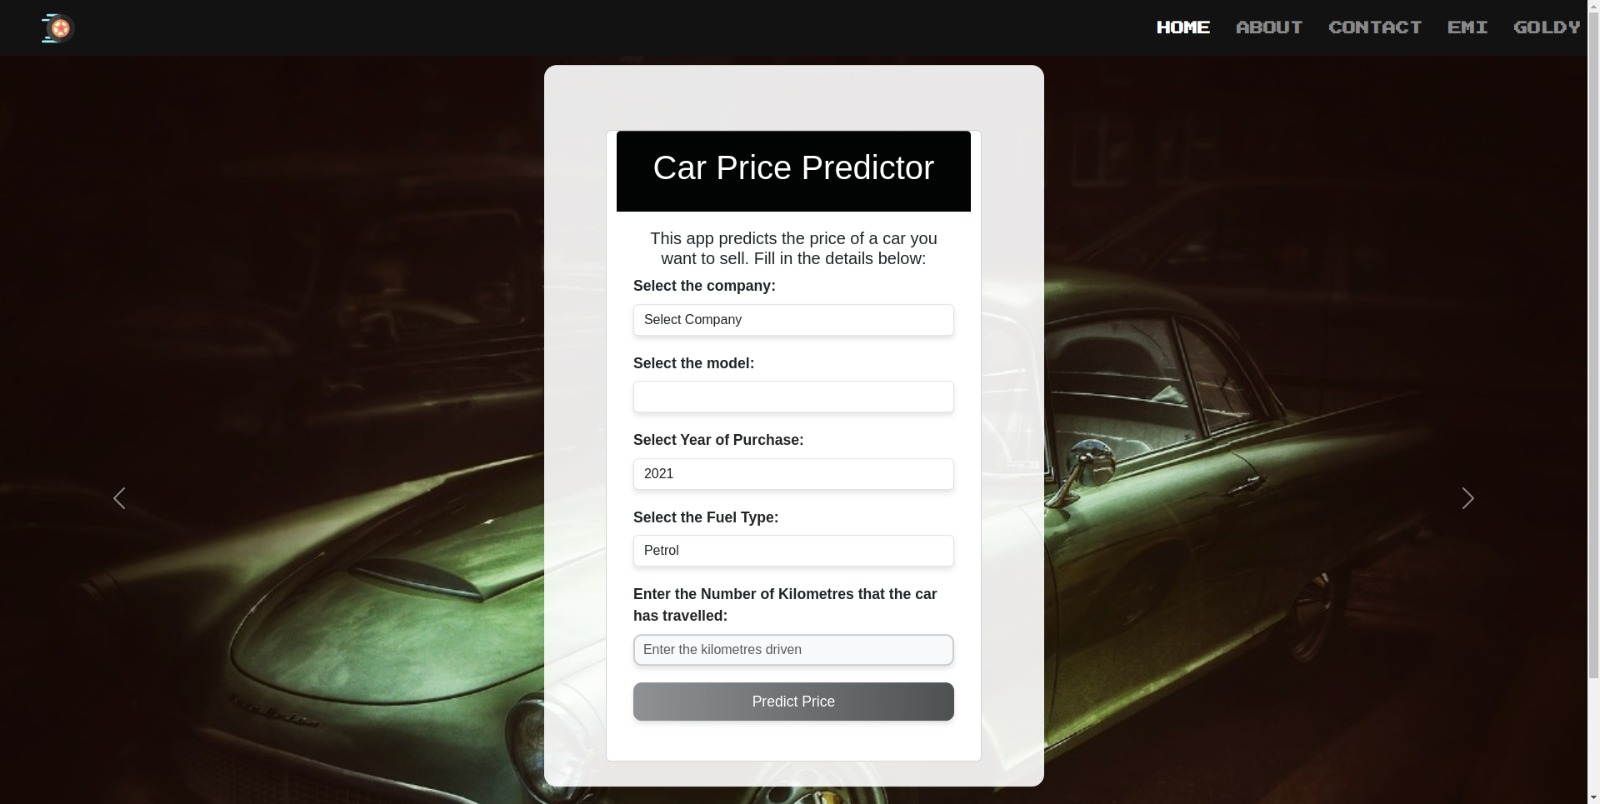 HOME ABOUT CONTACT EMI GOLDY
Car Price Predictor
This app predicts the price of a car you
want to sell. Fill in the details below:
Select the company:
Select Company
Select the model:
Select Year of Purchase:
2021
Select the Fuel Type:
Petrol
Enter the Number of Kilometres that the car
has travelled:
Enter the kilometres driven
Predict Price